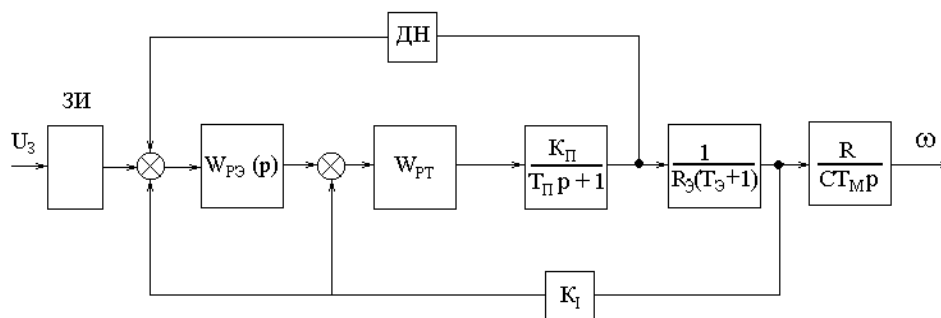 ДН
ЗИ
U_З
W_РЭ (p)
W_РТ
K_П
T_П p + 1
1
R_Э(T_Э+1)
R
CT_М p
ω
K_I